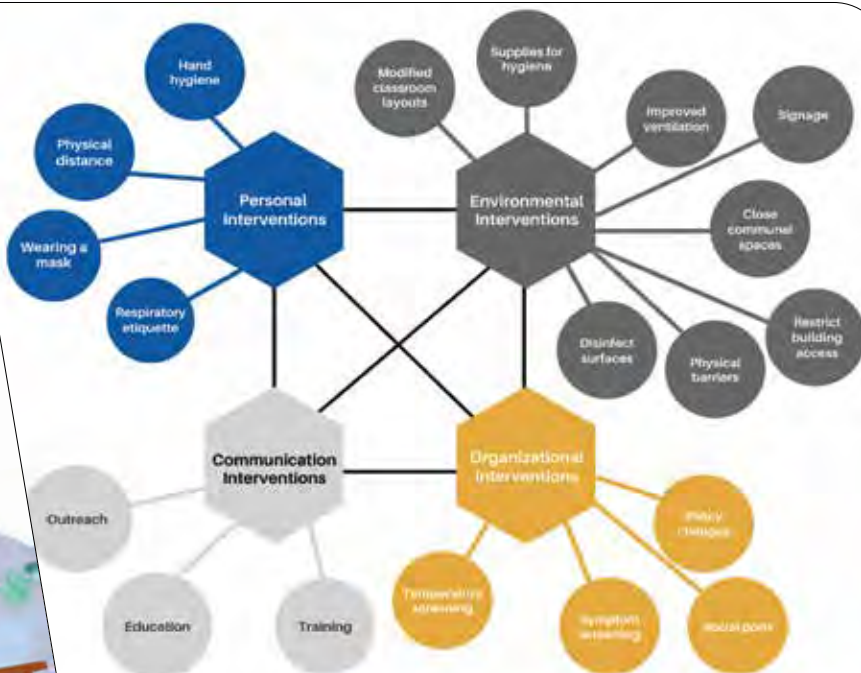 Hand
hygiene
Physical
distance
Wearing a
mask
Respiratory
etiquette
Personal
Interventions
Modified
classroom
layouts
Supplies for
hygiene
Improved
ventilation
Signage
Close
communal
spaces
Restrict
building
access
Physical
barriers
Disinfect
surfaces
Environmental
Interventions
Communication
Interventions
Outreach
Education
Training
Organizational
Interventions
Temperature
screening
Symptom
screening
Social pods
Policy
changes